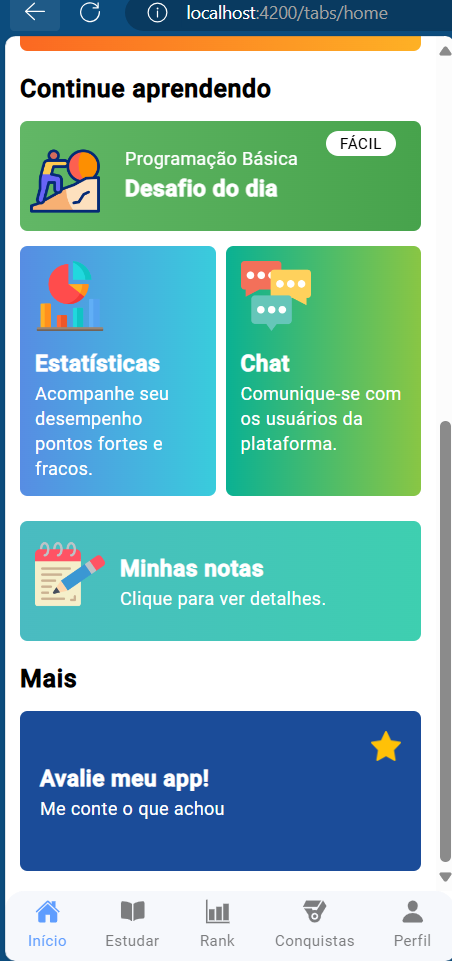 localhost:4200/tabs/home
Continue aprendendo
FÁCIL
Programação Básica
Desafio do dia
Estatísticas
Acompanhe seu
desempenho
pontos fortes e
fracos.
Chat
Comunique-se com
os usuários da
plataforma.
Minhas notas
Clique para ver detalhes.
Mais
Avalie meu app!
Me conte o que achou
Início
Estudar
Rank
Conquistas
Perfil